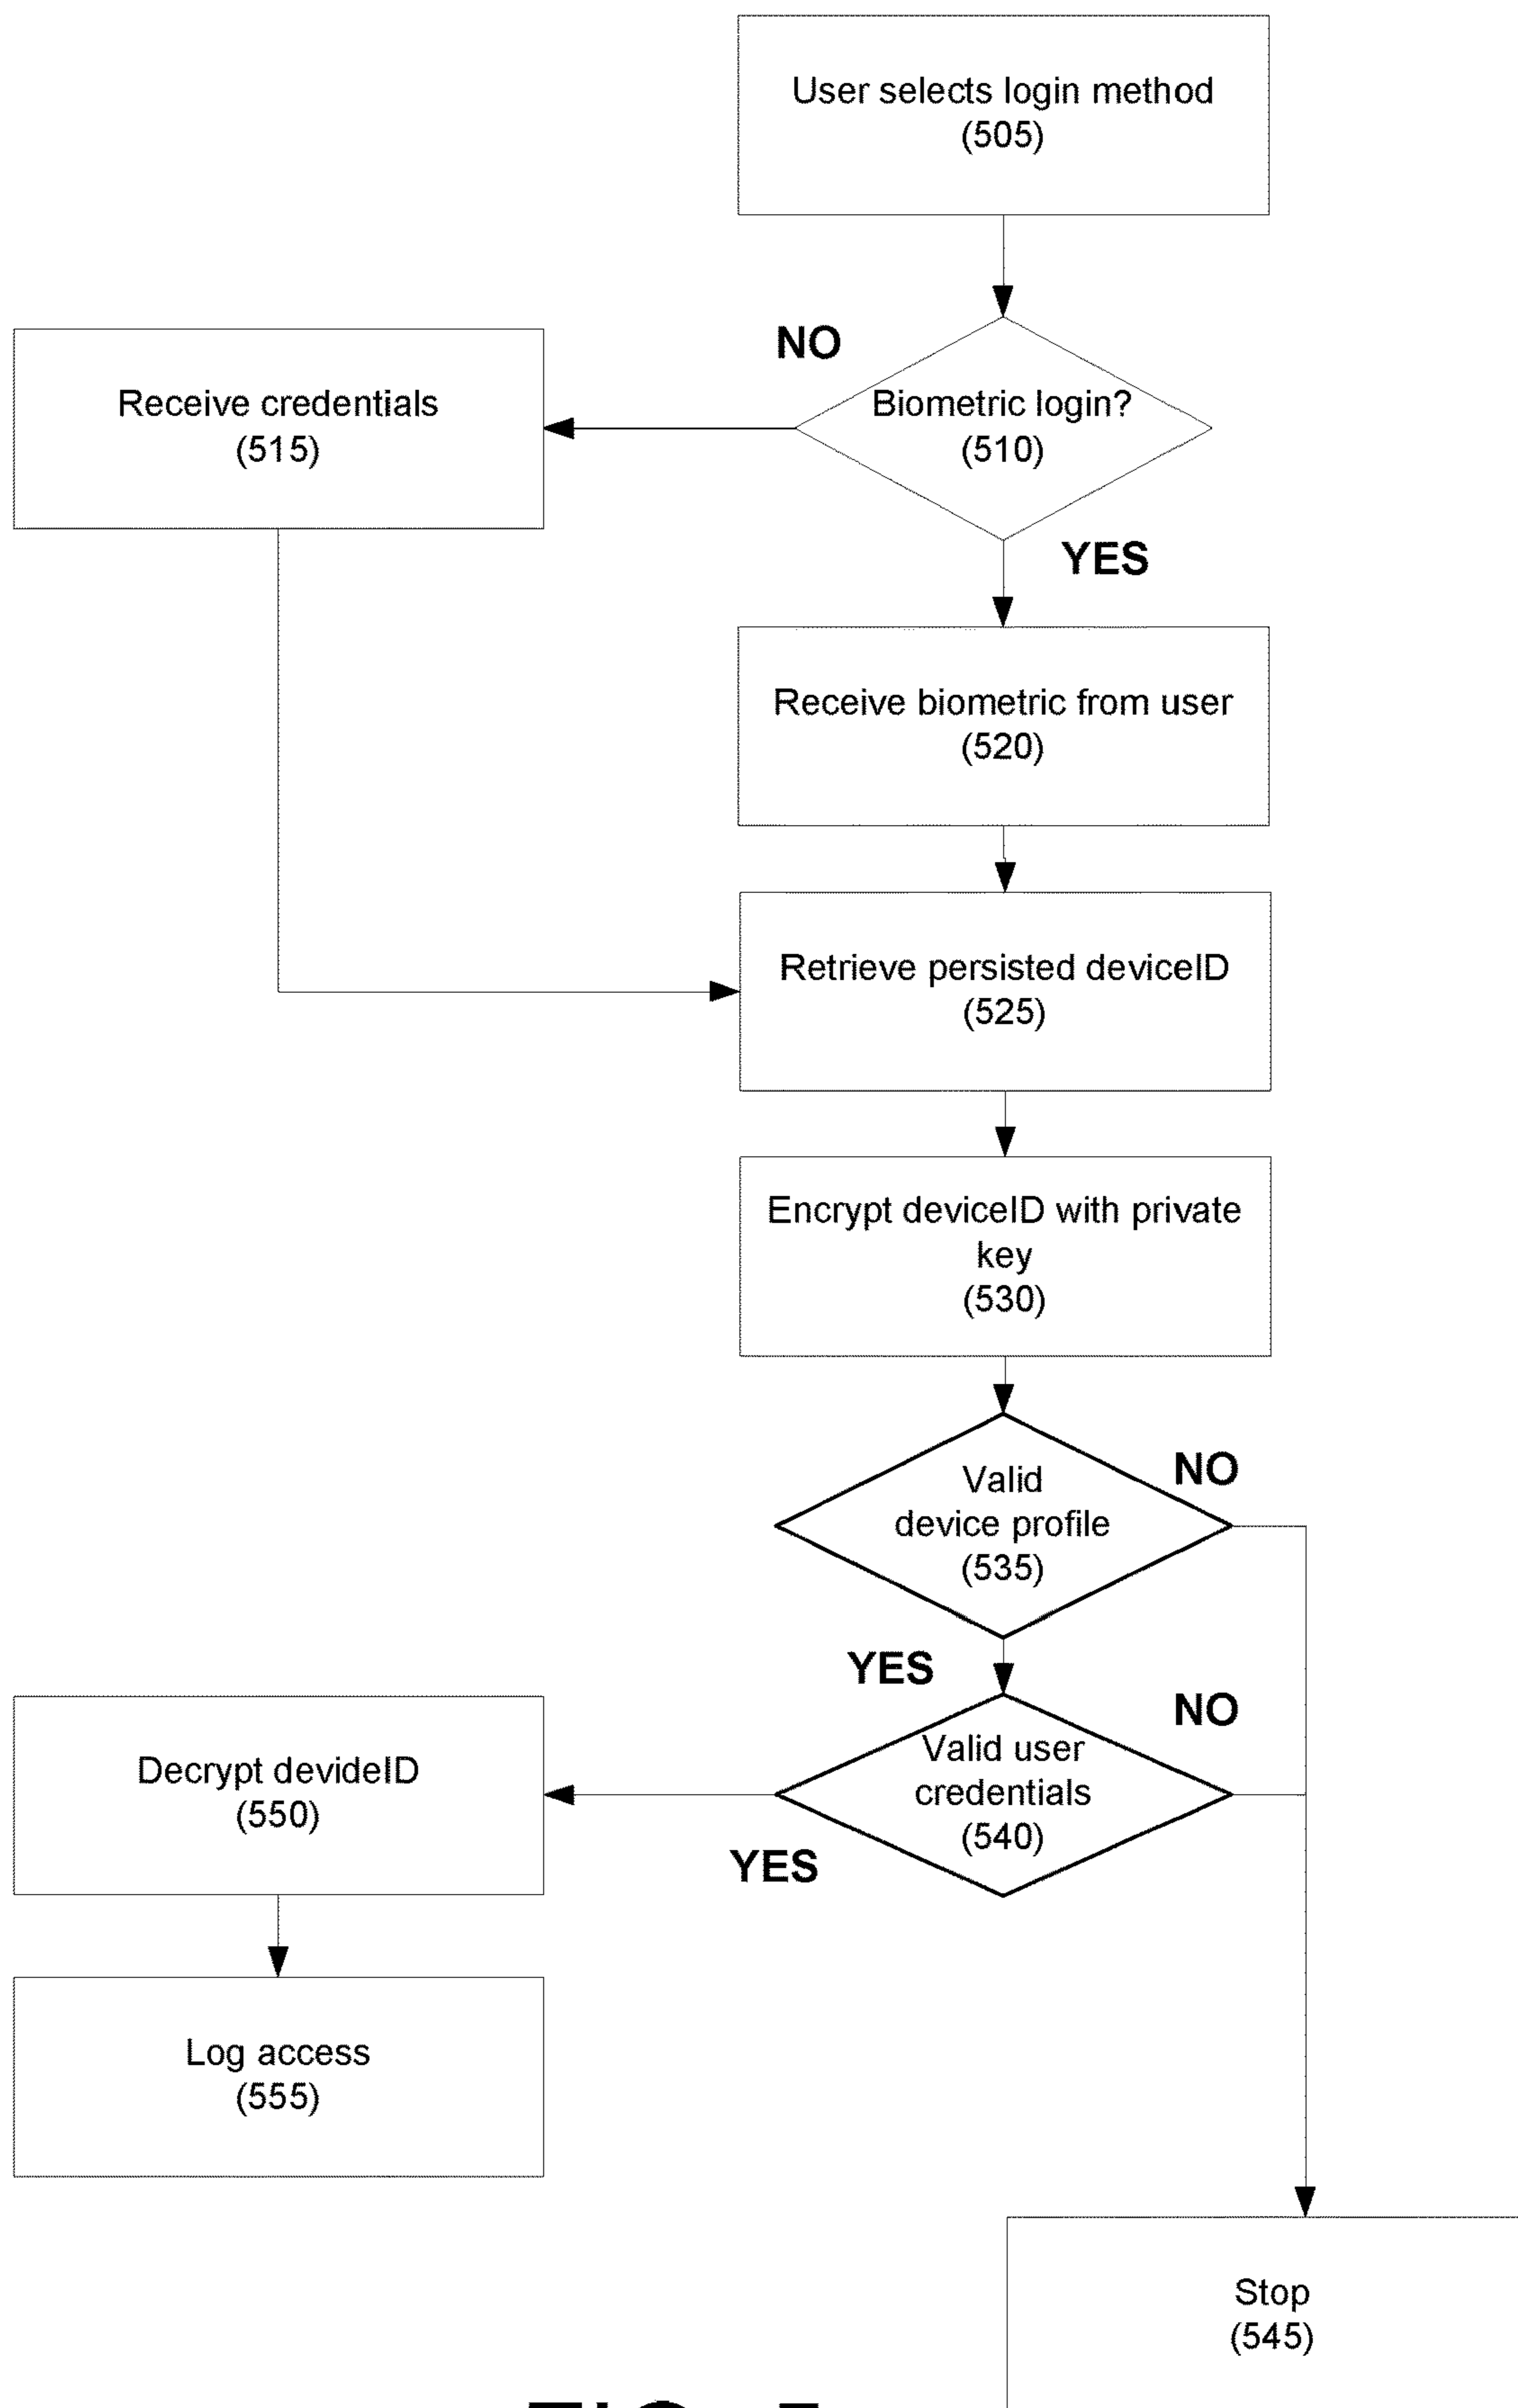 User selects login method
(505)
NO
Biometric login?
(510)
Receive credentials
(515)
YES
Receive biometric from user
(520)
Retrieve persisted deviceID
(525)
Encrypt deviceID with private
key
(530)
Valid
device profile
(535)
NO
YES
Valid user
credentials
(540)
NO
YES
Decrypt devideID
(550)
Log access
(555)
Stop
(545)